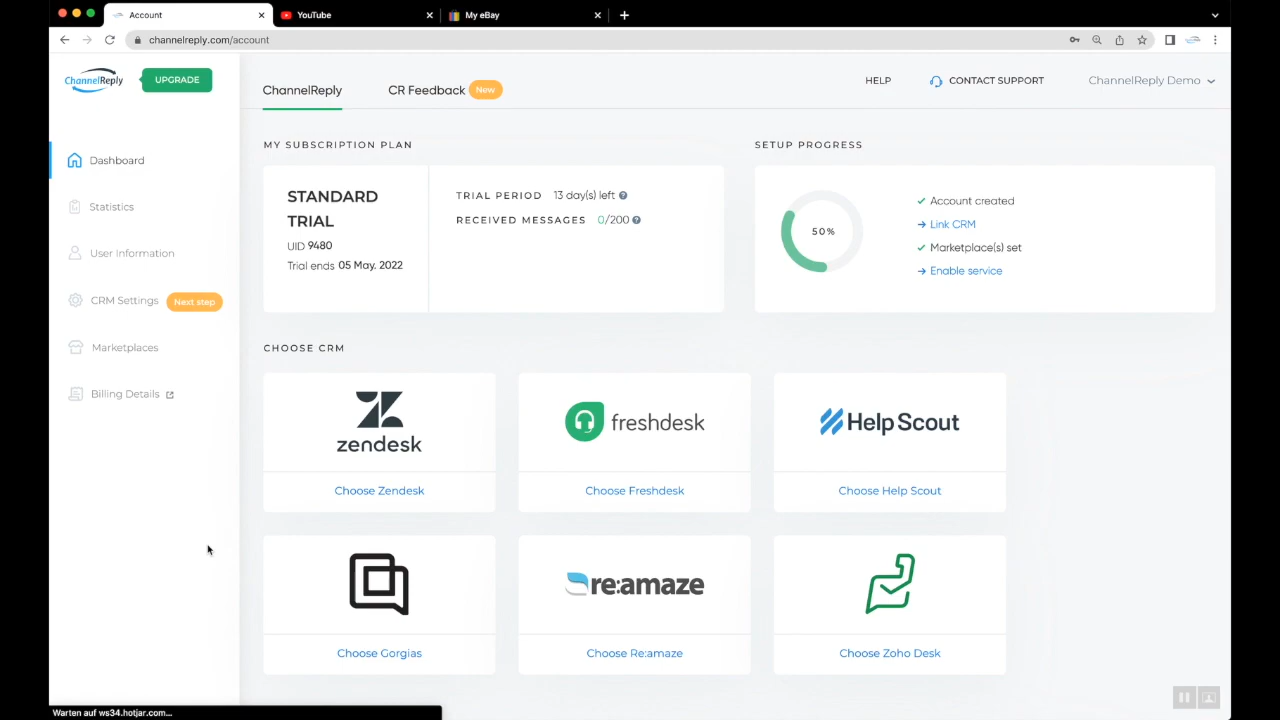 Account
YouTube
My eBay
channelreply.com/account
ChannelReply
UPGRADE
ChannelReply
CR Feedback New
HELP
CONTACT SUPPORT
ChannelReply Demo
Dashboard
Statistics
User Information
CRM Settings Next step
Marketplaces
Billing Details
MY SUBSCRIPTION PLAN
STANDARD
TRIAL
UID 9480
Trial ends 05 May. 2022
TRIAL PERIOD 13 day(s) left
RECEIVED MESSAGES 0/200
SETUP PROGRESS
50%
Account created
Link CRM
Marketplace(s) set
Enable service
CHOOSE CRM
zendesk
Choose Zendesk
freshdesk
Choose Freshdesk
Help Scout
Choose Help Scout
Choose Gorgias
re:amaze
Choose Re:amaze
Choose Zoho Desk
Warten auf ws34.hotjar.com...